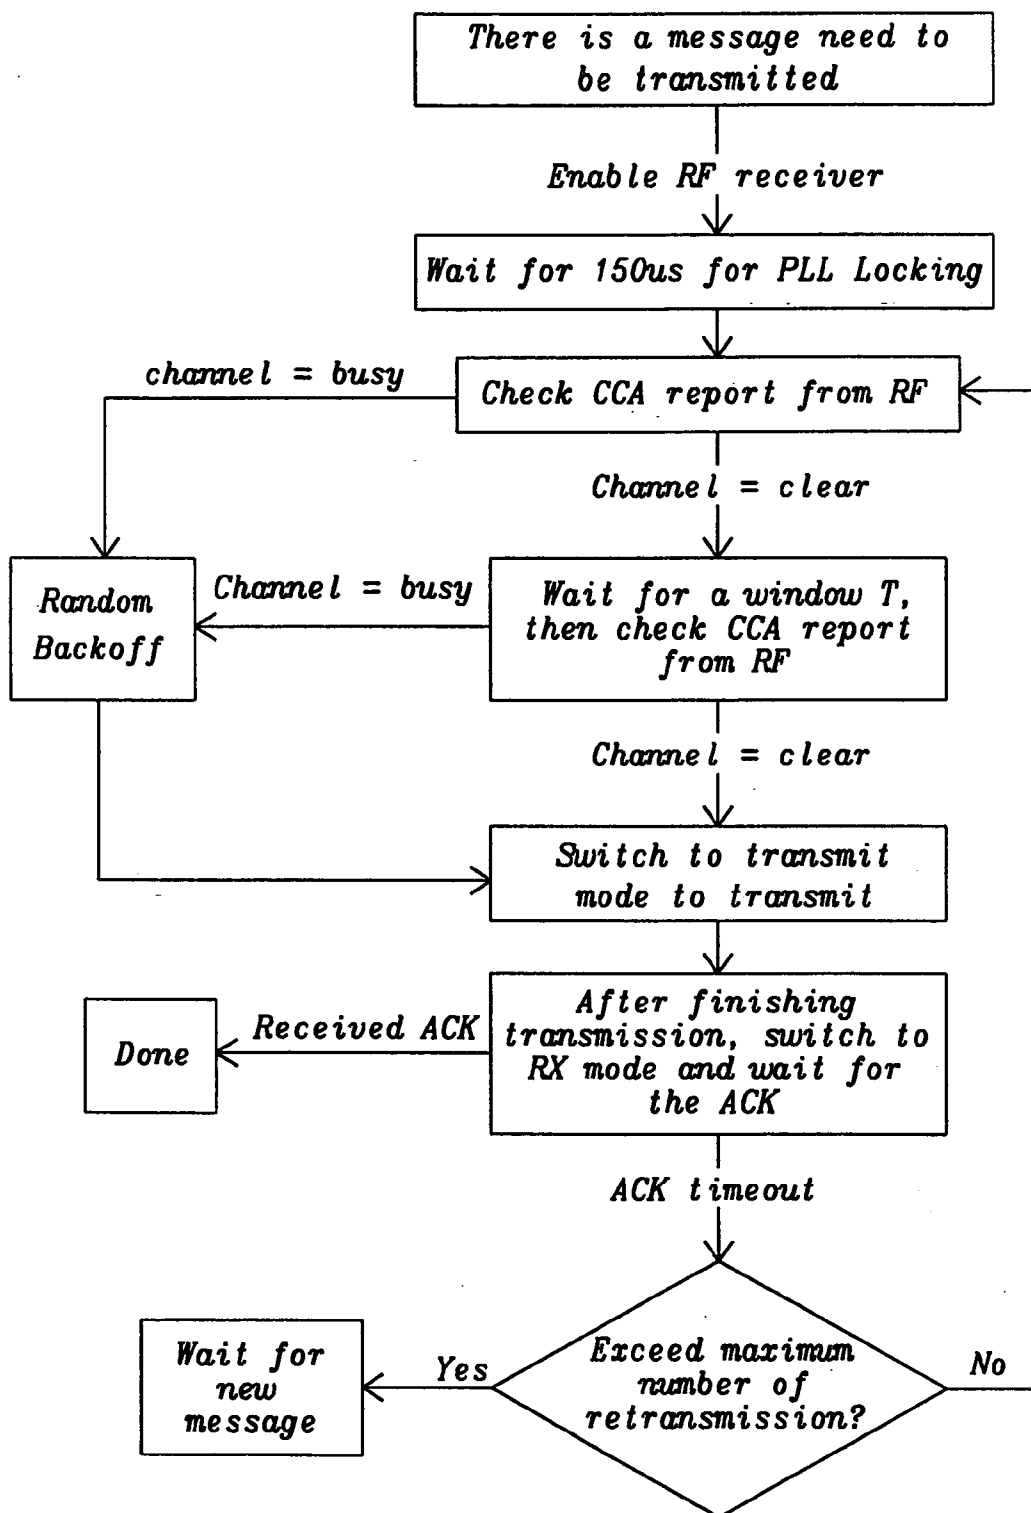 There is a message need to
be transmitted
Enable RF receiver
Wait for 150us for PLL Locking
channel = busy
Check CCA report from RF
Channel = clear
Random
Backoff
Channel = busy
Wait for a window T,
then check CCA report
from RF
Channel = clear
Switch to transmit
mode to transmit
After finishing
transmission, switch to
RX mode and wait for
the ACK
Received ACK
Done
ACK timeout
Exceed maximum
number of
retransmission?
Yes
No
Wait for
new
message